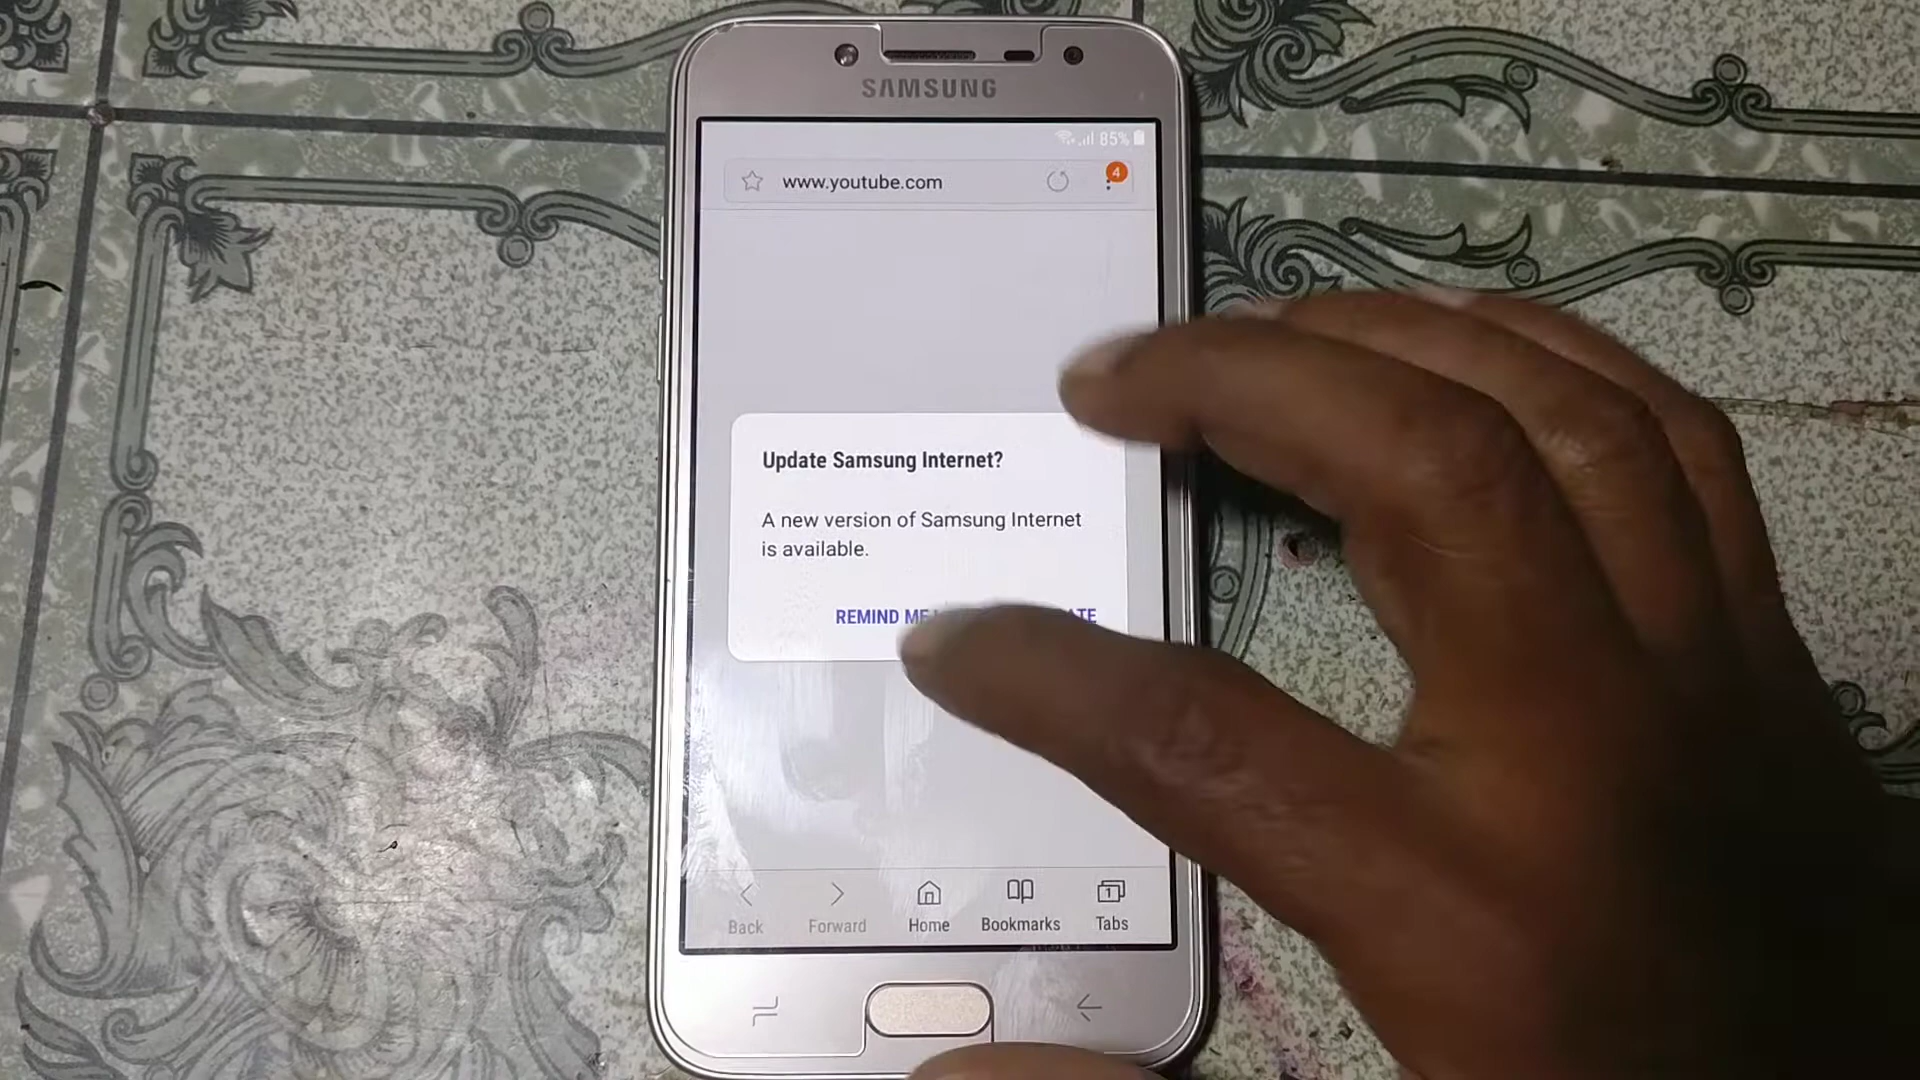 SAMSUNG
85%
www.youtube.com
4
Update Samsung Internet?
A new version of Samsung Internet
is available.
REMIND ME
1
Back Forward Home Bookmarks Tabs